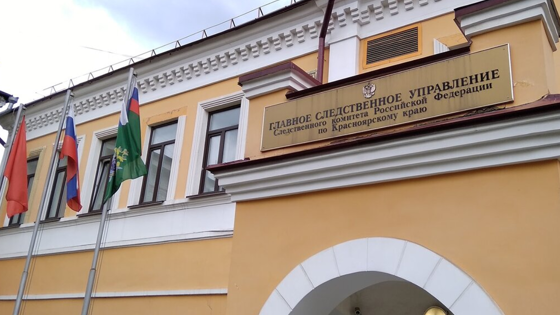 ГЛАВНОЕ СЛЕДСТВЕННОЕ УПРАВЛЕНИЕ
Следственного комитета Российской Федерации
по Красноярскому краю